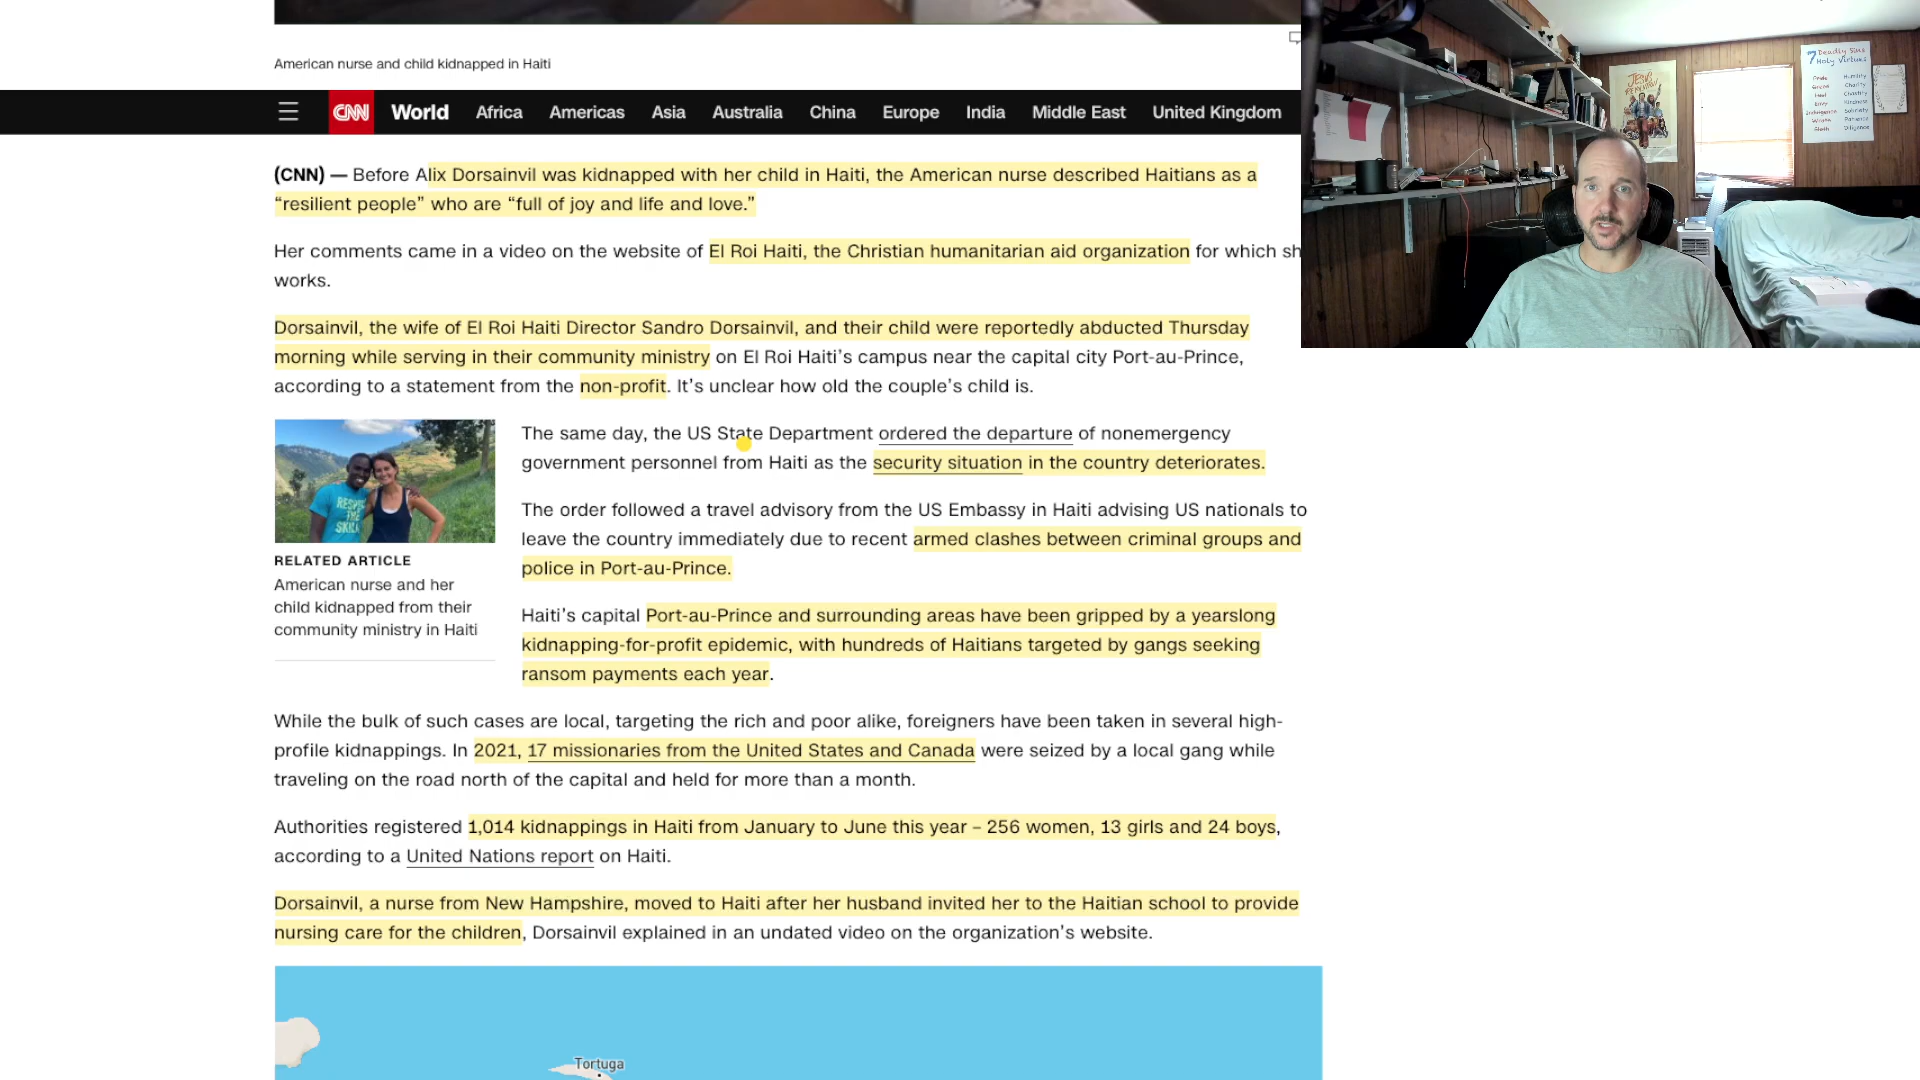 American nurse and child kidnapped in Haiti
CNN World Africa Americas Asia Australia China Europe India Middle East United Kingdom
(CNN) — Before Alix Dorsainvil was kidnapped with her child in Haiti, the American nurse described Haitians as a
“resilient people” who are “full of joy and life and love.”
Her comments came in a video on the website of El Roi Haiti, the Christian humanitarian aid organization for which
works.
Dorsainvil, the wife of El Roi Haiti Director Sandro Dorsainvil, and their child were reportedly abducted Thursday
morning while serving in their community ministry on El Roi Haiti’s campus near the capital city Port-au-Prince,
according to a statement from the non-profit. It’s unclear how old the couple’s child is.
RELATED ARTICLE
American nurse and her
child kidnapped from their
community ministry in Haiti
The same day, the US State Department ordered the departure of nonemergency
government personnel from Haiti as the security situation in the country deteriorates.
The order followed a travel advisory from the US Embassy in Haiti advising US nationals to
leave the country immediately due to recent armed clashes between criminal groups and
police in Port-au-Prince.
Haiti’s capital Port-au-Prince and surrounding areas have been gripped by a yearslong
kidnapping-for-profit epidemic, with hundreds of Haitians targeted by gangs seeking
ransom payments each year.
While the bulk of such cases are local, targeting the rich and poor alike, foreigners have been taken in several high-
profile kidnappings. In 2021, 17 missionaries from the United States and Canada were seized by a local gang while
traveling on the road north of the capital and held for more than a month.
Authorities registered 1,014 kidnappings in Haiti from January to June this year – 256 women, 13 girls and 24 boys,
according to a United Nations report on Haiti.
Dorsainvil, a nurse from New Hampshire, moved to Haiti after her husband invited her to the Haitian school to provide
nursing care for the children, Dorsainvil explained in an undated video on the organization’s website.
Tortuga
7 Deadly Sins
Holy Virtues
Pride Humility
Greed Charity
Chastity
Envy Kindness
Sobriety
Patience
Sloth Diligence